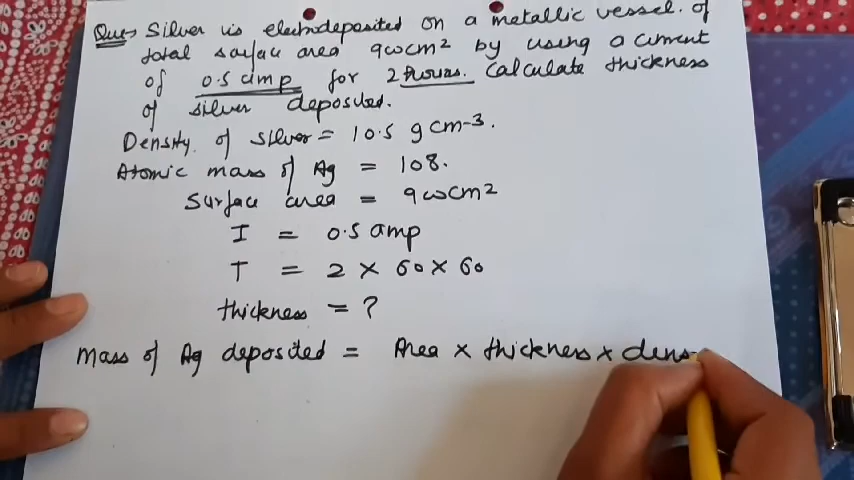 Que→ Silver is electrodeposited on a metallic vessel. of
total surface area 900cm² by using a current
of 0.5 amp for 2 hours. Calculate thickness
of silver deposited.
Density of silver = 10.5 g cm-³.
Atomic mass of Ag = 108.
Surface area = 900cm²
I = 0.5 amp
T = 2 × 60 × 60
thickness = ?
Mass of Ag deposited = Area × thickness × dens